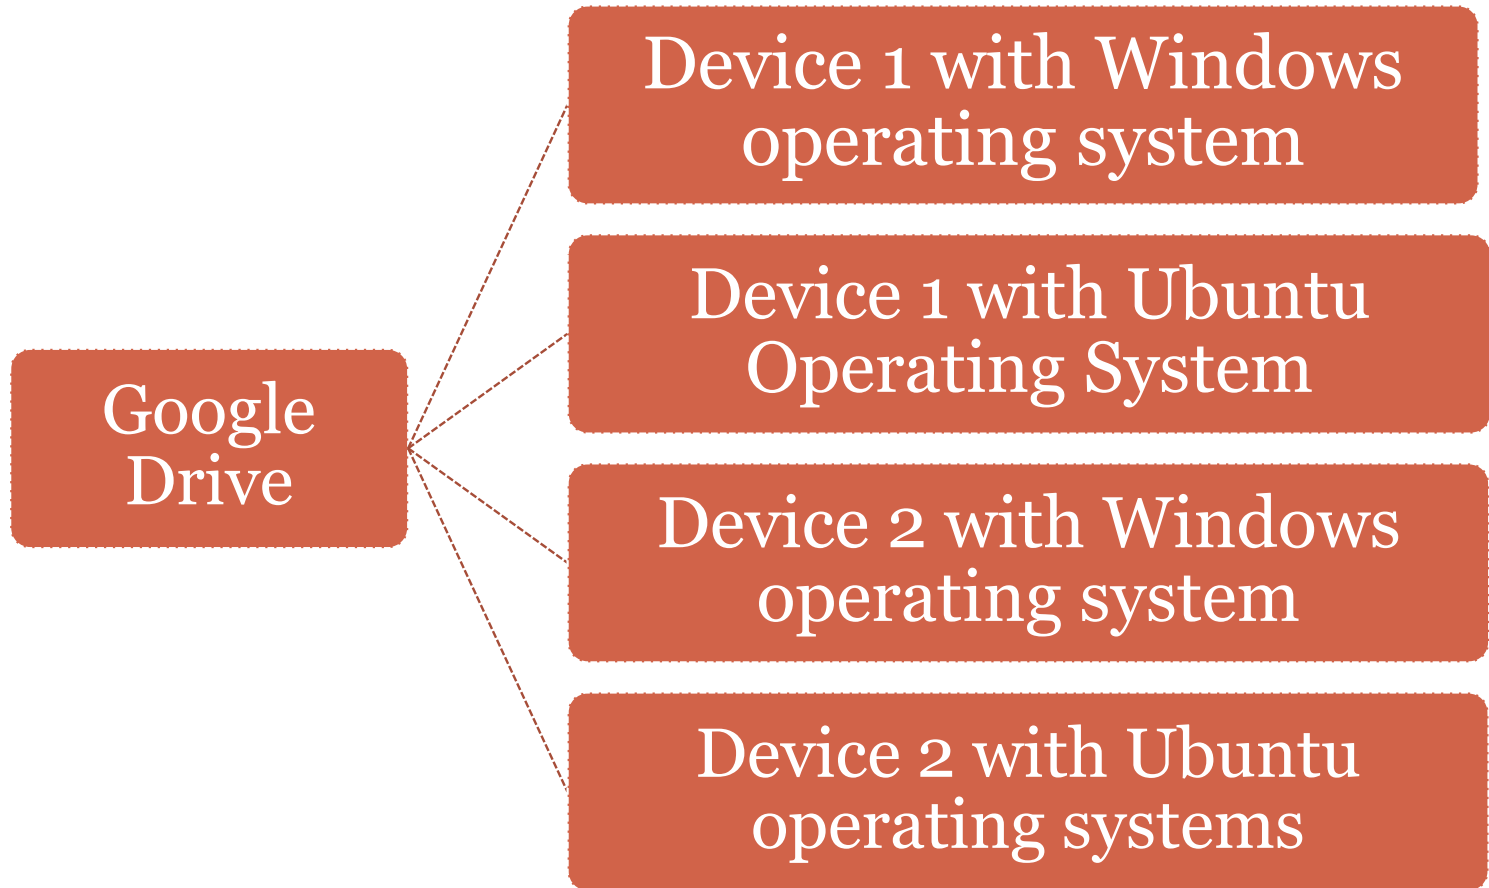 Device 1 with Windows
operating system
Device 1 with Ubuntu
Operating System
Google
Drive
Device 2 with Windows
operating system
Device 2 with Ubuntu
operating systems